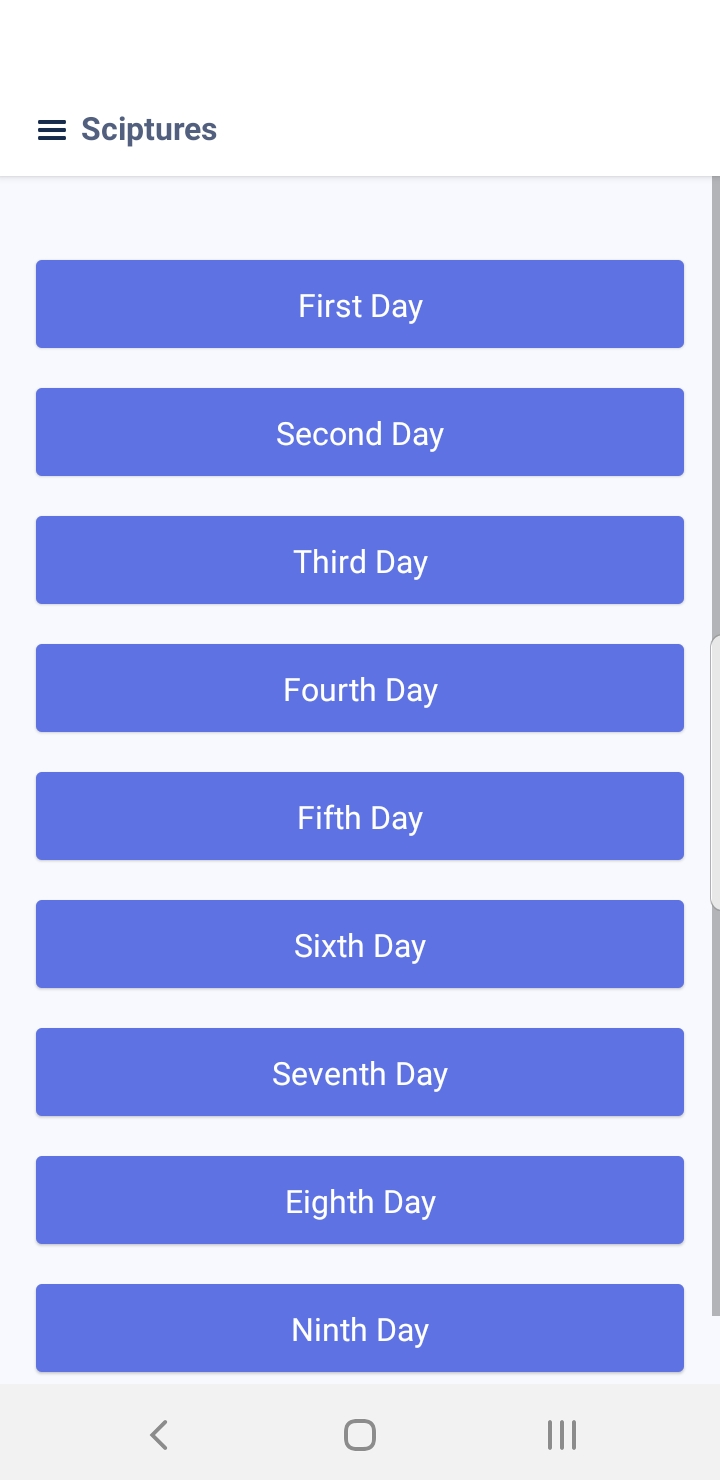 Sciptures
First Day
Second Day
Third Day
Fourth Day
Fifth Day
Sixth Day
Seventh Day
Eighth Day
Ninth Day